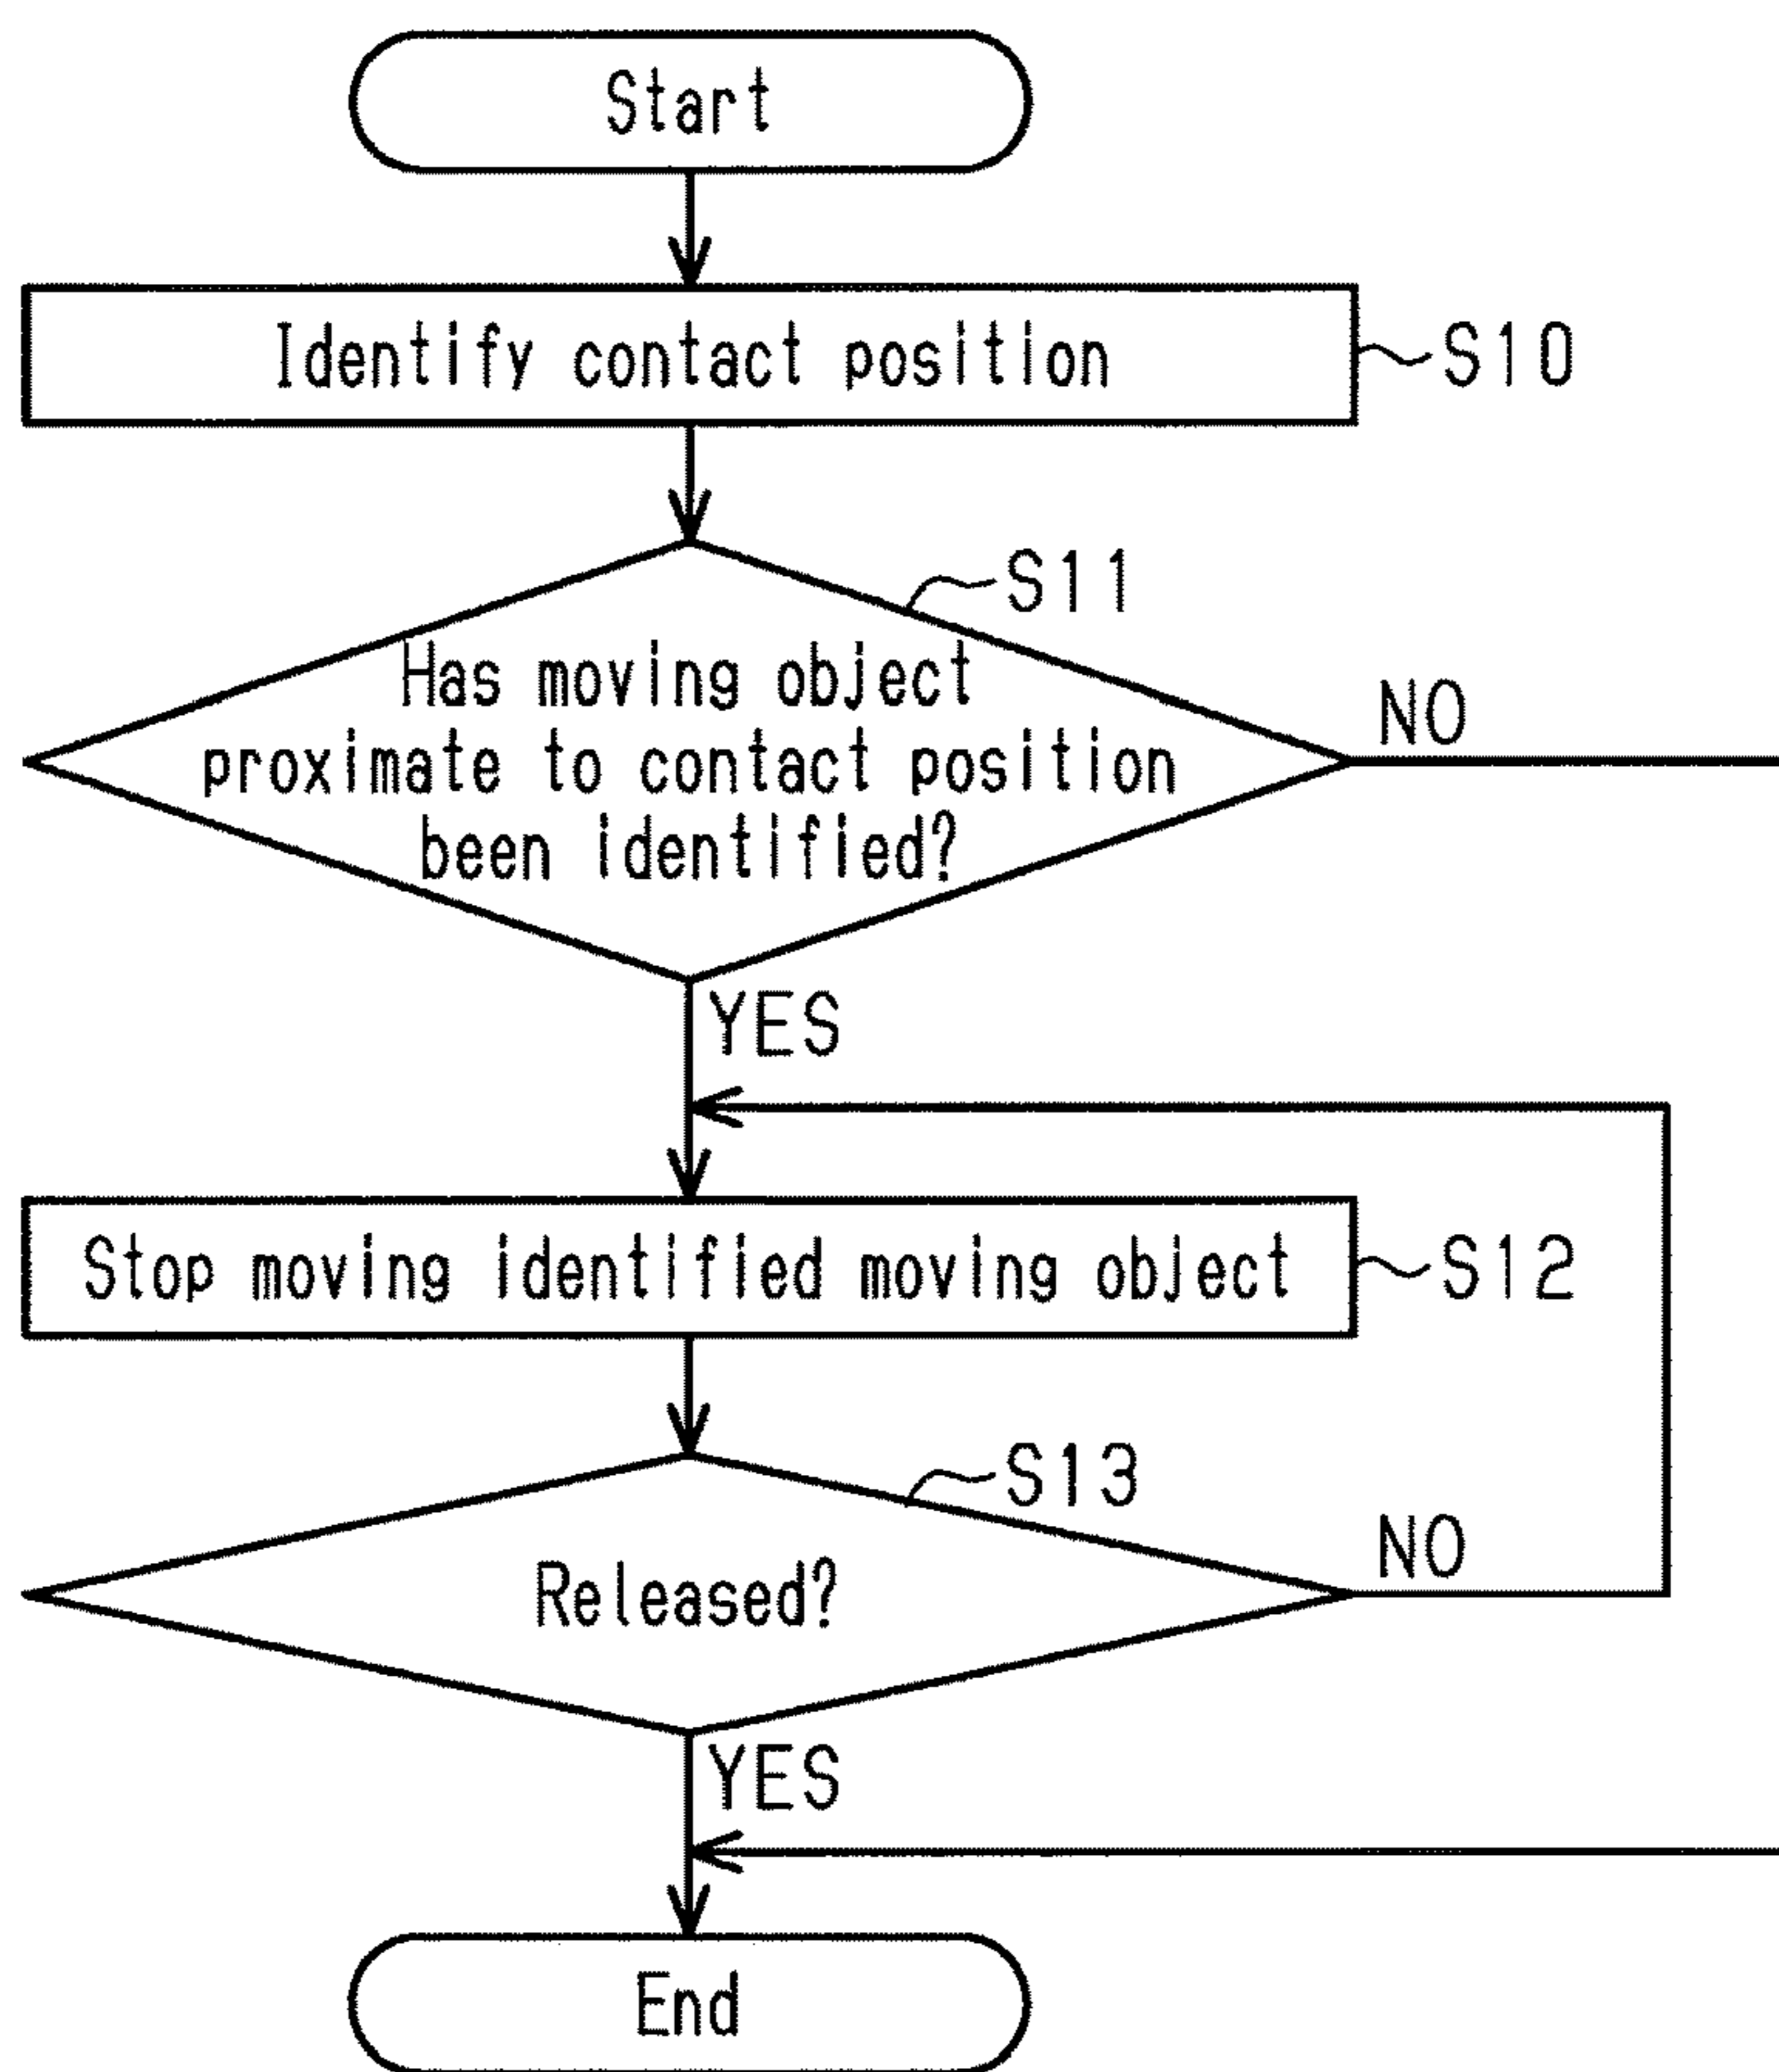 Start
Identify contact position
S10
S11
Has moving object
proximate to contact position
been identified?
NO
YES
Stop moving identified moving object
S12
S13
Released?
NO
YES
End